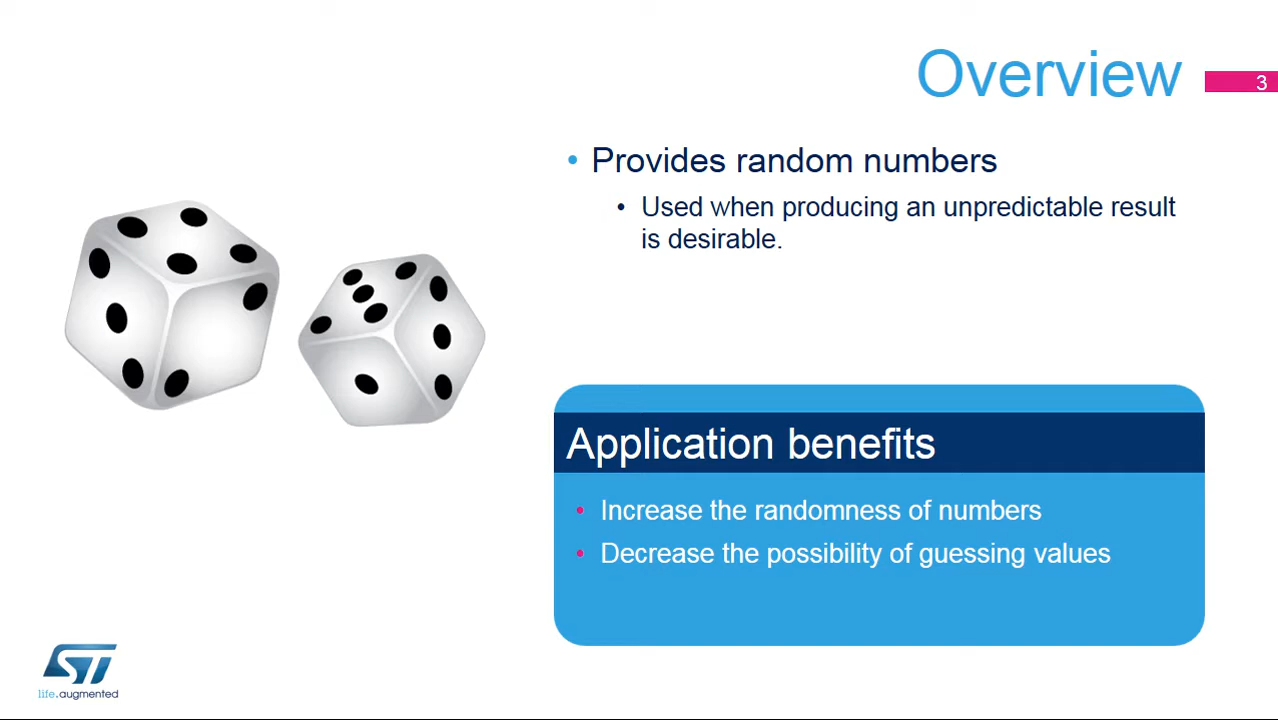 Overview
3
• Provides random numbers
• Used when producing an unpredictable result
is desirable.
Application benefits
• Increase the randomness of numbers
• Decrease the possibility of guessing values
ST
life.augmented